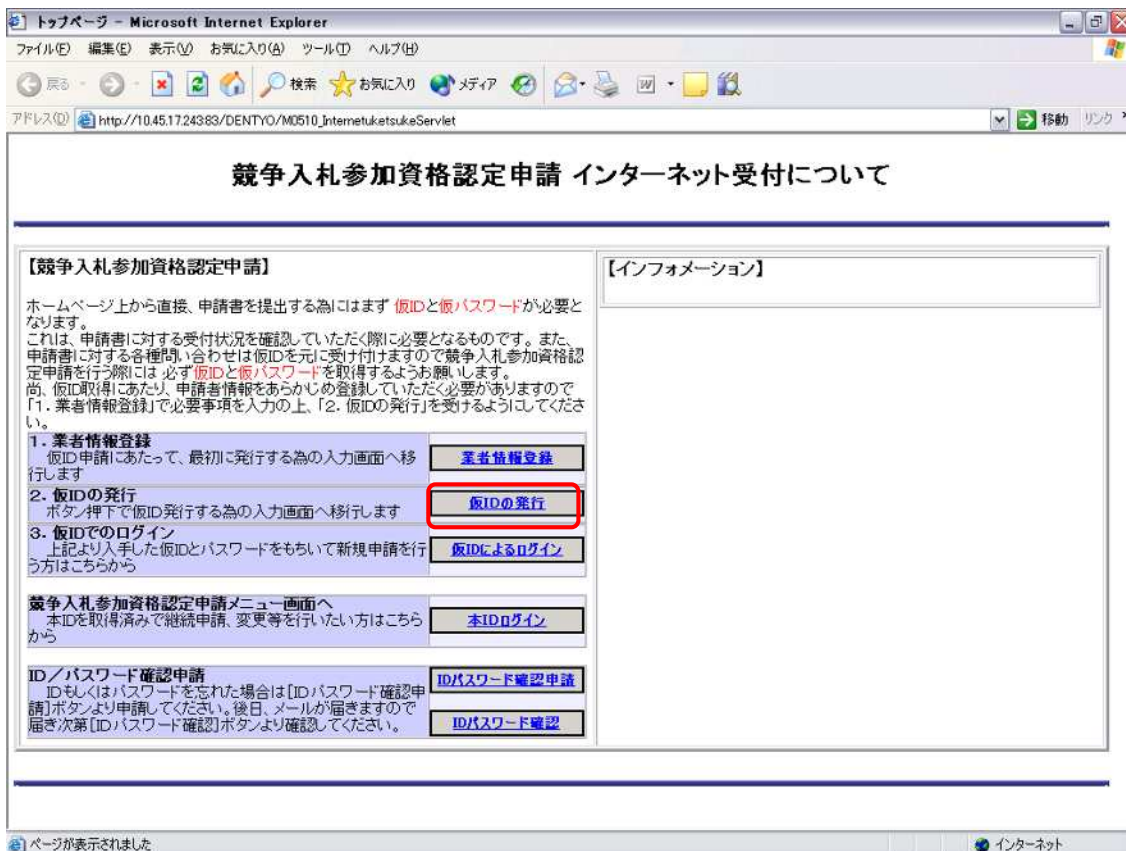 トップページ - Microsoft Internet Explorer
ファイル(F) 編集(E) 表示(V) お気に入り(A) ツール(T) ヘルプ(H)
戻る 検索 お気に入り メディア
アドレス(D) http://10.45.17.243:83/DENTYO/M0510_InternetuketsukeServlet 移動 リンク
競争入札参加資格認定申請 インターネット受付について
【競争入札参加資格認定申請】
ホームページ上から直接、申請書を提出する為にはまず 仮IDと仮パスワードが必要と
なります。
これは、申請書に対する受付状況を確認していただく際に必要となるものです。また、
申請書に対する各種問い合わせは仮IDを元に受け付けますので競争入札参加資格認
定申請を行う際には 必ず仮IDと仮パスワードを取得するようお願いします。
尚、仮ID取得にあたり、申請者情報をあらかじめ登録していただく必要がありますので
「1. 業者情報登録」で必要事項を入力の上、「2. 仮IDの発行」を受けるようにしてくださ
い。
1. 業者情報登録
仮ID申請にあたって、最初に発行する為の入力画面へ移
行します
業者情報登録
2. 仮IDの発行
ボタン押下で仮ID発行する為の入力画面へ移行します
仮IDの発行
3. 仮IDでのログイン
上記より入手した仮IDとパスワードをもちいて新規申請を行
う方はこちらから
仮IDによるログイン
競争入札参加資格認定申請メニュー画面へ
本IDを取得済みで継続申請、変更等を行いたい方はこちら
から
本IDログイン
ID/パスワード確認申請
IDもしくはパスワードを忘れた場合は[IDパスワード確認申
請]ボタンより申請してください。後日、メールが届きますので
届き次第[IDパスワード確認]ボタンより確認してください。
IDパスワード確認申請
IDパスワード確認
【インフォメーション】
ページが表示されました インターネット